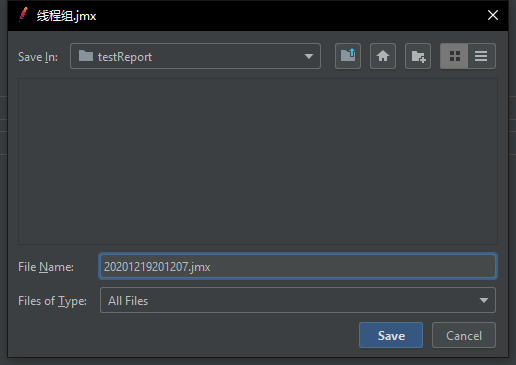 线程组.jmx
Save In: testReport
File Name: 20201219201207.jmx
Files of Type: All Files
Save Cancel